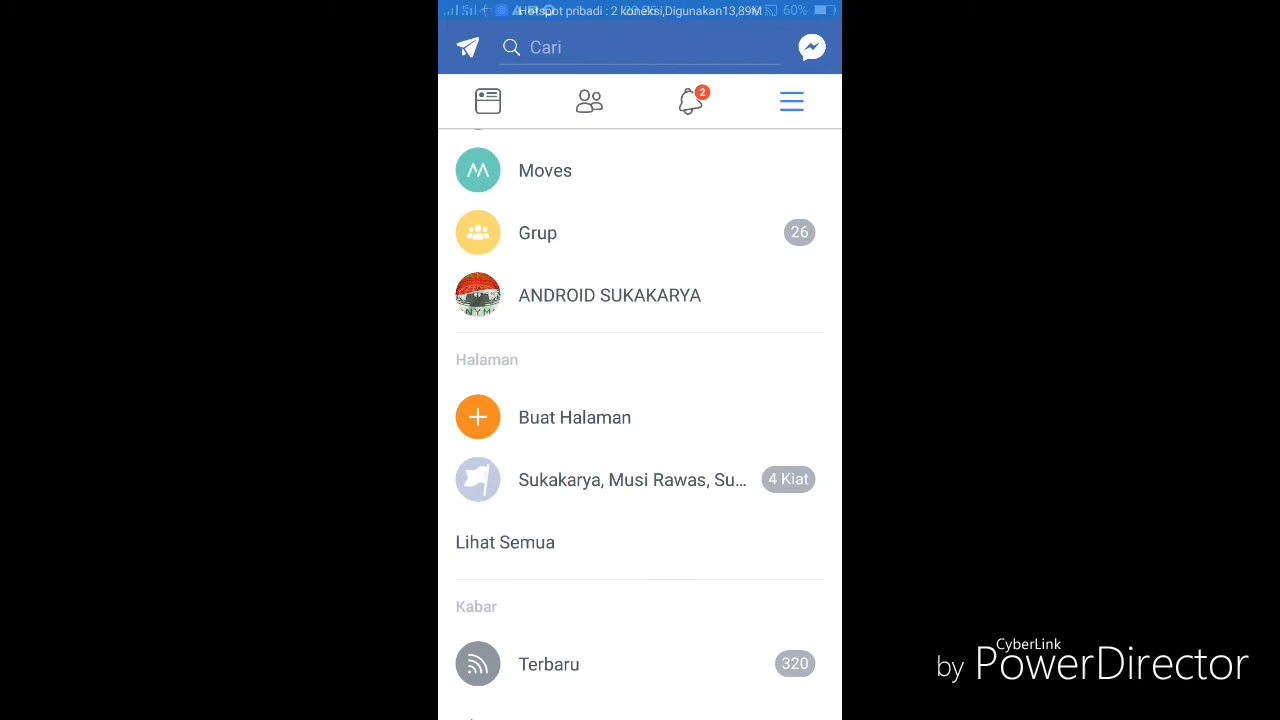 Hotspot pribadi : 2 koneksi,Digunakan13,89M
60%
Cari
2
Moves
Grup
26
ANDROID SUKAKARYA
Halaman
Buat Halaman
Sukakarya, Musi Rawas, Su...
4 Kiat
Lihat Semua
Kabar
Terbaru
320
CyberLink
by PowerDirector